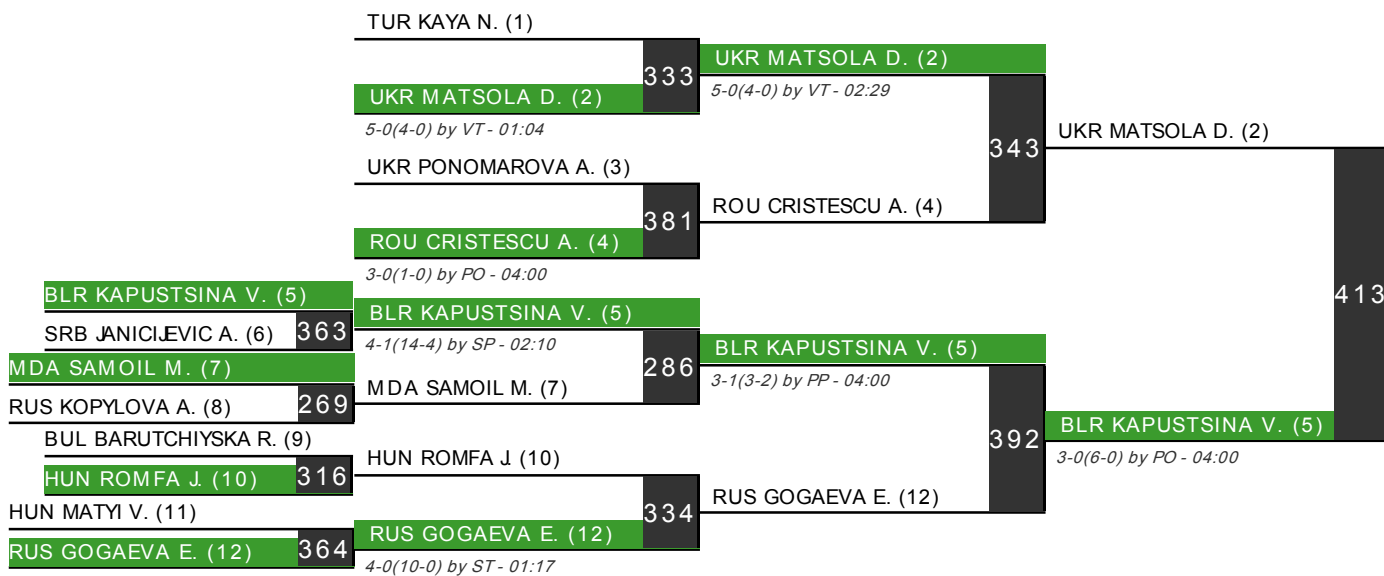 TUR KAYA N. (1)
333
UKR MATSOLA D. (2)
5-0(4-0) by VT - 01:04
UKR PONOMAROVA A. (3)
381
ROU CRISTESCU A. (4)
3-0(1-0) by PO - 04:00
BLR KAPUSTSINA V. (5)
SRB JANICIJEVIC A. (6)
363
MDA SAMOIL M. (7)
RUS KOPYLOVA A. (8)
269
BUL BARUTCHIYSKA R. (9)
HUN ROMFA J. (10)
316
HUN MATYI V. (11)
RUS GOGAEVA E. (12)
364
BLR KAPUSTSINA V. (5)
4-1(14-4) by SP - 02:10
286
MDA SAMOIL M. (7)
HUN ROMFA J. (10)
334
RUS GOGAEVA E. (12)
4-0(10-0) by ST - 01:17
UKR MATSOLA D. (2)
5-0(4-0) by VT - 02:29
343
ROU CRISTESCU A. (4)
BLR KAPUSTSINA V. (5)
3-1(3-2) by PP - 04:00
392
RUS GOGAEVA E. (12)
UKR MATSOLA D. (2)
413
BLR KAPUSTSINA V. (5)
3-0(6-0) by PO - 04:00